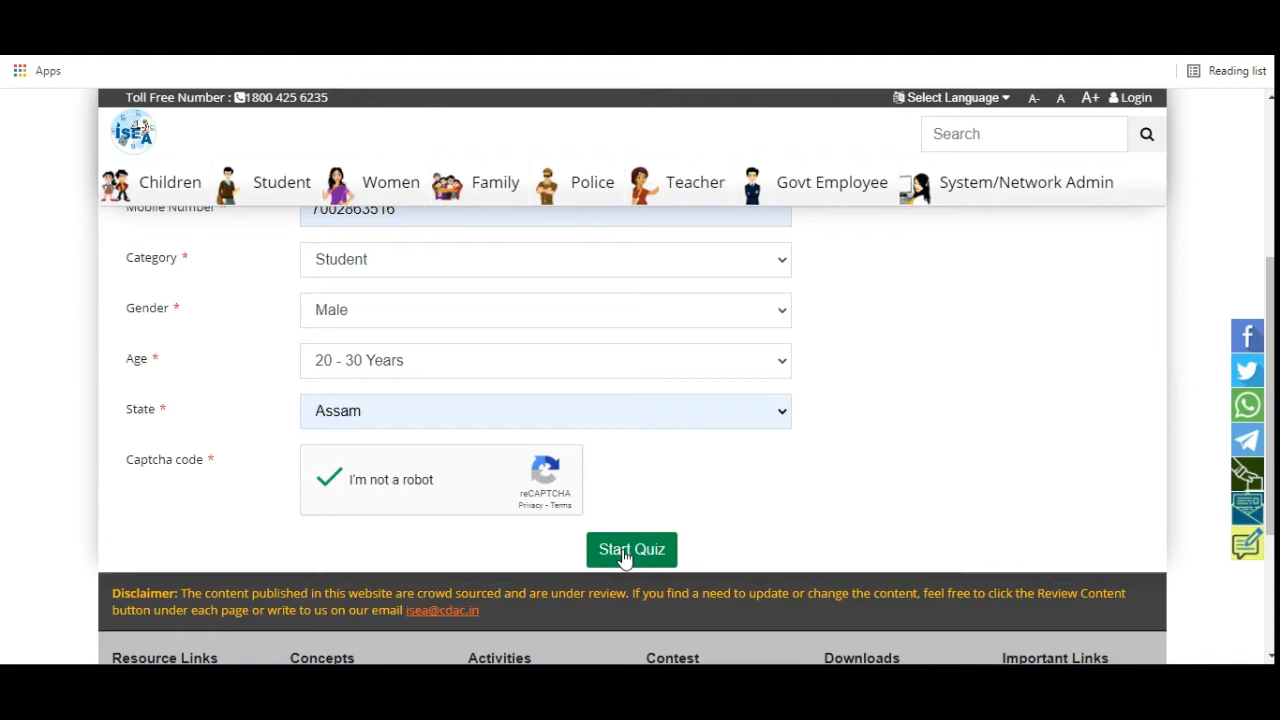 Apps
Reading list
Toll Free Number : 1800 425 6235
Select Language
A-
A
A+
Login
ISEA
Search
Children
Student
Women
Family
Police
Teacher
Govt Employee
System/Network Admin
Mobile Number *
7002863516
Category *
Student
Gender *
Male
Age *
20 - 30 Years
State *
Assam
Captcha code *
I'm not a robot
reCAPTCHA
Privacy - Terms
Start Quiz
Disclaimer: The content published in this website are crowd sourced and are under review. If you find a need to update or change the content, feel free to click the Review Content
button under each page or write to us on our email isea@cdac.in
Resource Links
Concepts
Activities
Contest
Downloads
Important Links